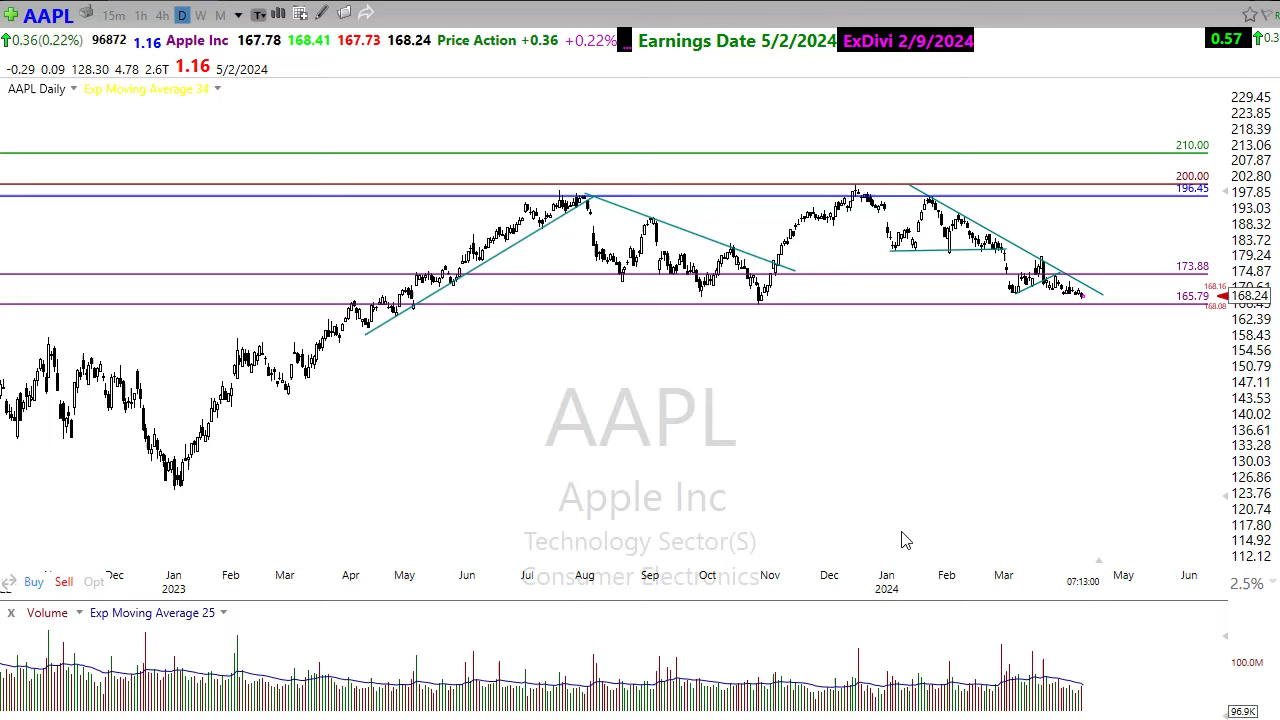 AAPL 15m 1h 4h D W M T
0.36(0.22%) 96872 1.16 Apple Inc 167.78 168.41 167.73 168.24 Price Action +0.36 +0.22% ... Earnings Date 5/2/2024 ExDivi 2/9/2024 0.57 0.3
-0.29 0.09 128.30 4.78 2.6T 1.16 5/2/2024
AAPL Daily Exp Moving Average 34
229.45
223.85
218.39
213.06
210.00
207.87
202.80
200.00
197.85
196.45
193.03
188.32
183.72
179.24
174.87
173.88
168.16
165.79
168.24
168.08
162.39
158.43
154.56
150.79
147.11
143.53
140.02
136.61
133.28
130.03
126.86
123.76
120.74
117.80
114.92
112.12
AAPL
Apple Inc
Technology Sector(S)
Consumer Electronics
Dec Jan Feb Mar Apr May Jun Jul Aug Sep Oct Nov Dec Jan Feb Mar 07:13:00 May Jun
2023 2024
Buy Sell Opt 2.5%
X Volume Exp Moving Average 25
100.0M
96.9K